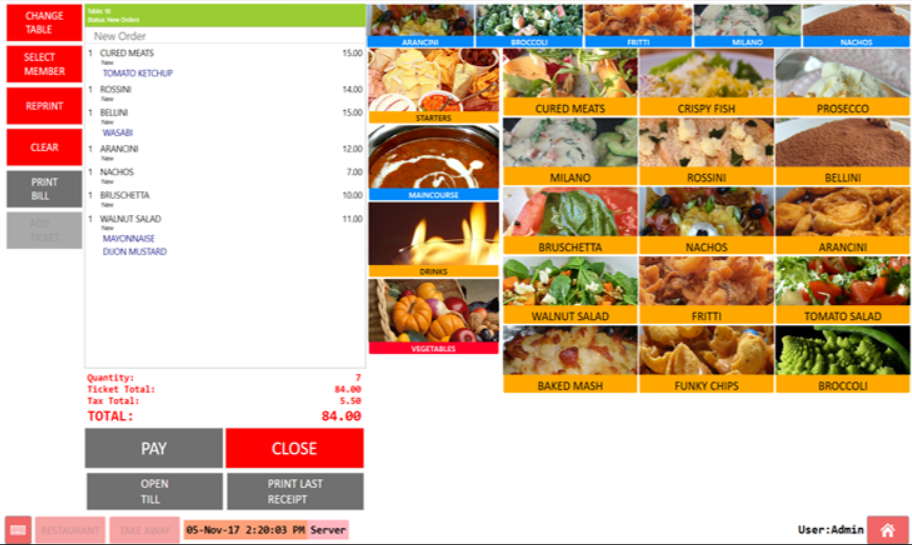 CHANGE
TABLE
SELECT
MEMBER
REPRINT
CLEAR
PRINT
BILL
ADD
TICKET
Table: 10
Status: New Orders
New Order
1 CURED MEATS 15.00
New
TOMATO KETCHUP
1 ROSSINI 14.00
New
1 BELLINI 15.00
New
WASABI
1 ARANCINI 12.00
New
1 NACHOS 7.00
New
1 BRUSCHETTA 10.00
New
1 WALNUT SALAD 11.00
New
MAYONNAISE
DIJON MUSTARD
Quantity: 7
Ticket Total: 84.00
Tax Total: 5.50
TOTAL: 84.00
PAY
CLOSE
OPEN
TILL
PRINT LAST
RECEIPT
ARANCINI
BROCCOLI
FRITTI
MILANO
NACHOS
STARTERS
MAINCOURSE
DRINKS
VEGETABLES
CURED MEATS
CRISPY FISH
PROSECCO
MILANO
ROSSINI
BELLINI
BRUSCHETTA
NACHOS
ARANCINI
WALNUT SALAD
FRITTI
TOMATO SALAD
BAKED MASH
FUNKY CHIPS
BROCCOLI
RESTAURANT
TAKE AWAY
05-Nov-17 2:20:03 PM
Server
User:Admin